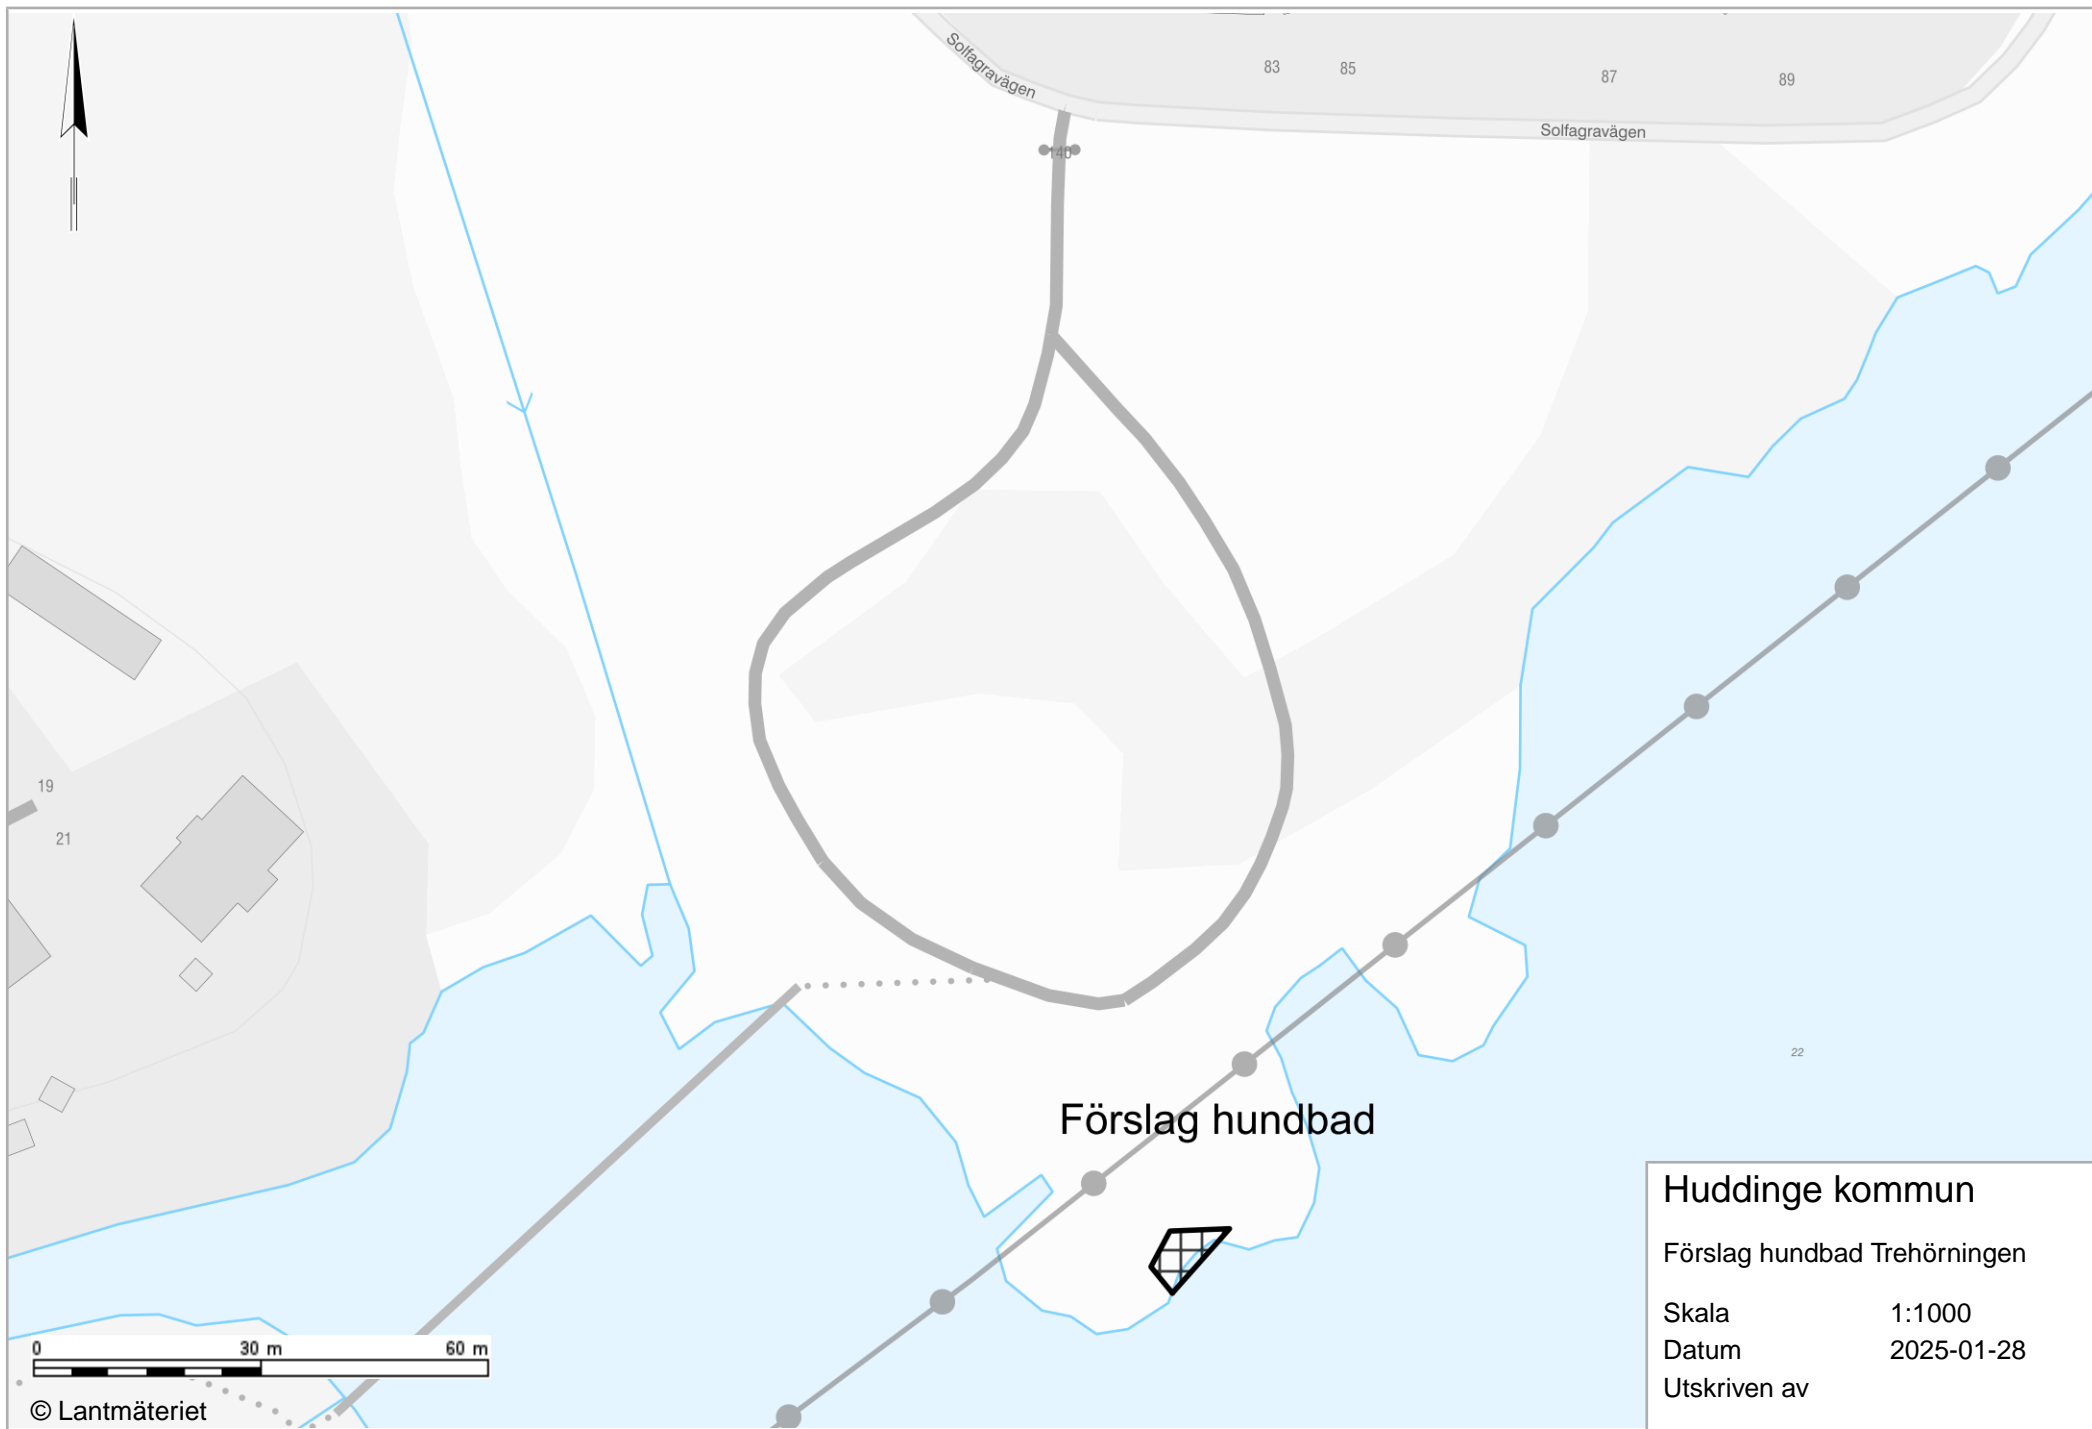 Solfagravägen
83
85
87
89
Solfagravägen
140
19
21
22
Förslag hundbad
Huddinge kommun
Förslag hundbad Trehörningen
Skala 1:1000
Datum 2025-01-28
Utskriven av
0 30 m 60 m
© Lantmäteriet